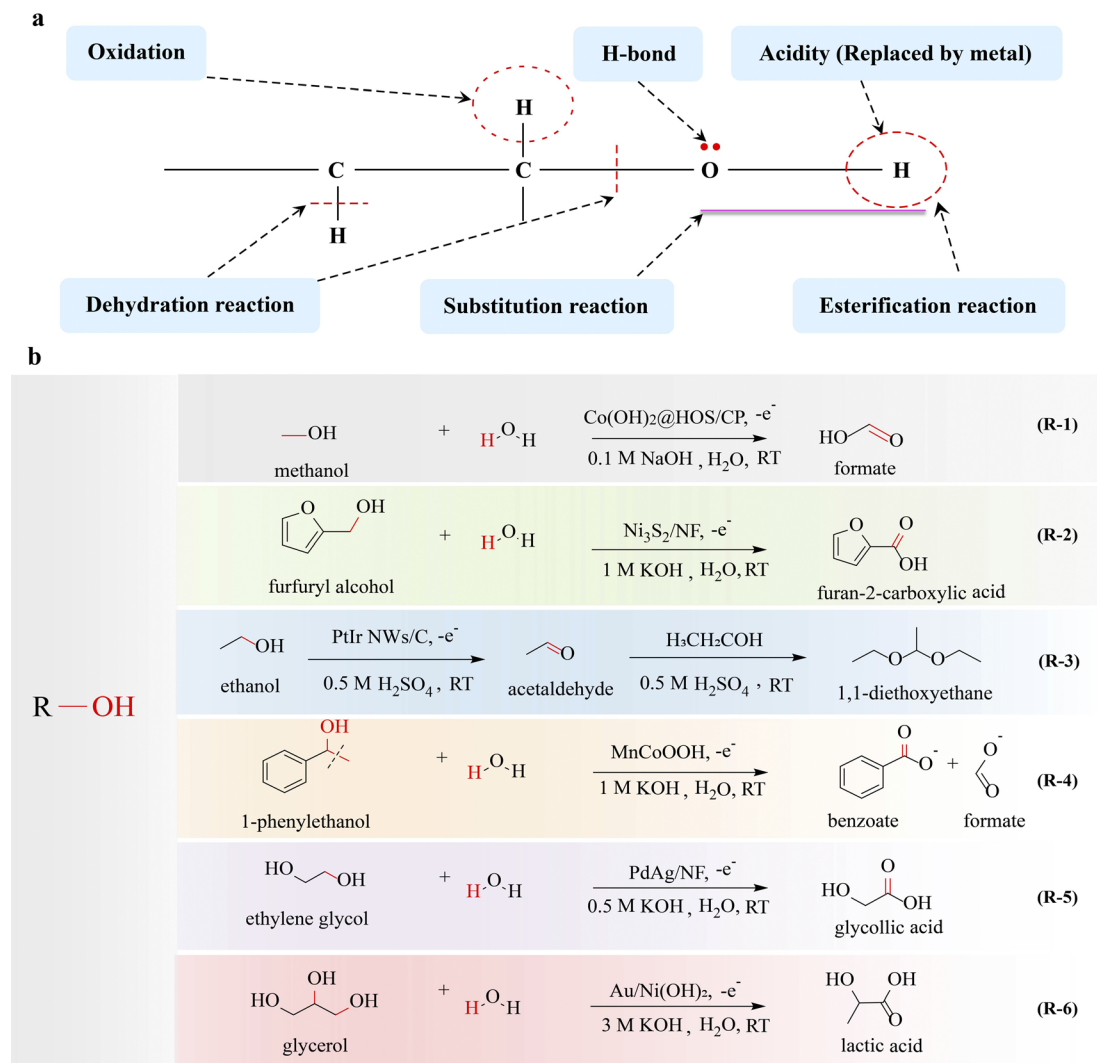 a
Oxidation
H-bond
Acidity (Replaced by metal)
H
C
C
O
H
H
Dehydration reaction
Substitution reaction
Esterification reaction
b
R—OH
OH
methanol
+
H O H
Co(OH)₂@HOS/CP, -e⁻
0.1 M NaOH , H₂O, RT
HO O
formate
(R-1)
O OH
furfuryl alcohol
+
H O H
Ni₃S₂/NF, -e⁻
1 M KOH , H₂O, RT
O O OH
furan-2-carboxylic acid
(R-2)
OH
ethanol
PtIr NWs/C, -e⁻
0.5 M H₂SO₄ , RT
O
acetaldehyde
H₃CH₂COH
0.5 M H₂SO₄ , RT
O O
1,1-diethoxyethane
(R-3)
OH
1-phenylethanol
+
H O H
MnCoOOH, -e⁻
1 M KOH , H₂O, RT
O O⁻
benzoate
+
O⁻ O
formate
(R-4)
HO OH
ethylene glycol
+
H O H
PdAg/NF, -e⁻
0.5 M KOH , H₂O, RT
HO O OH
glycollic acid
(R-5)
HO OH OH
glycerol
+
H O H
Au/Ni(OH)₂, -e⁻
3 M KOH , H₂O, RT
HO OH O
lactic acid
(R-6)